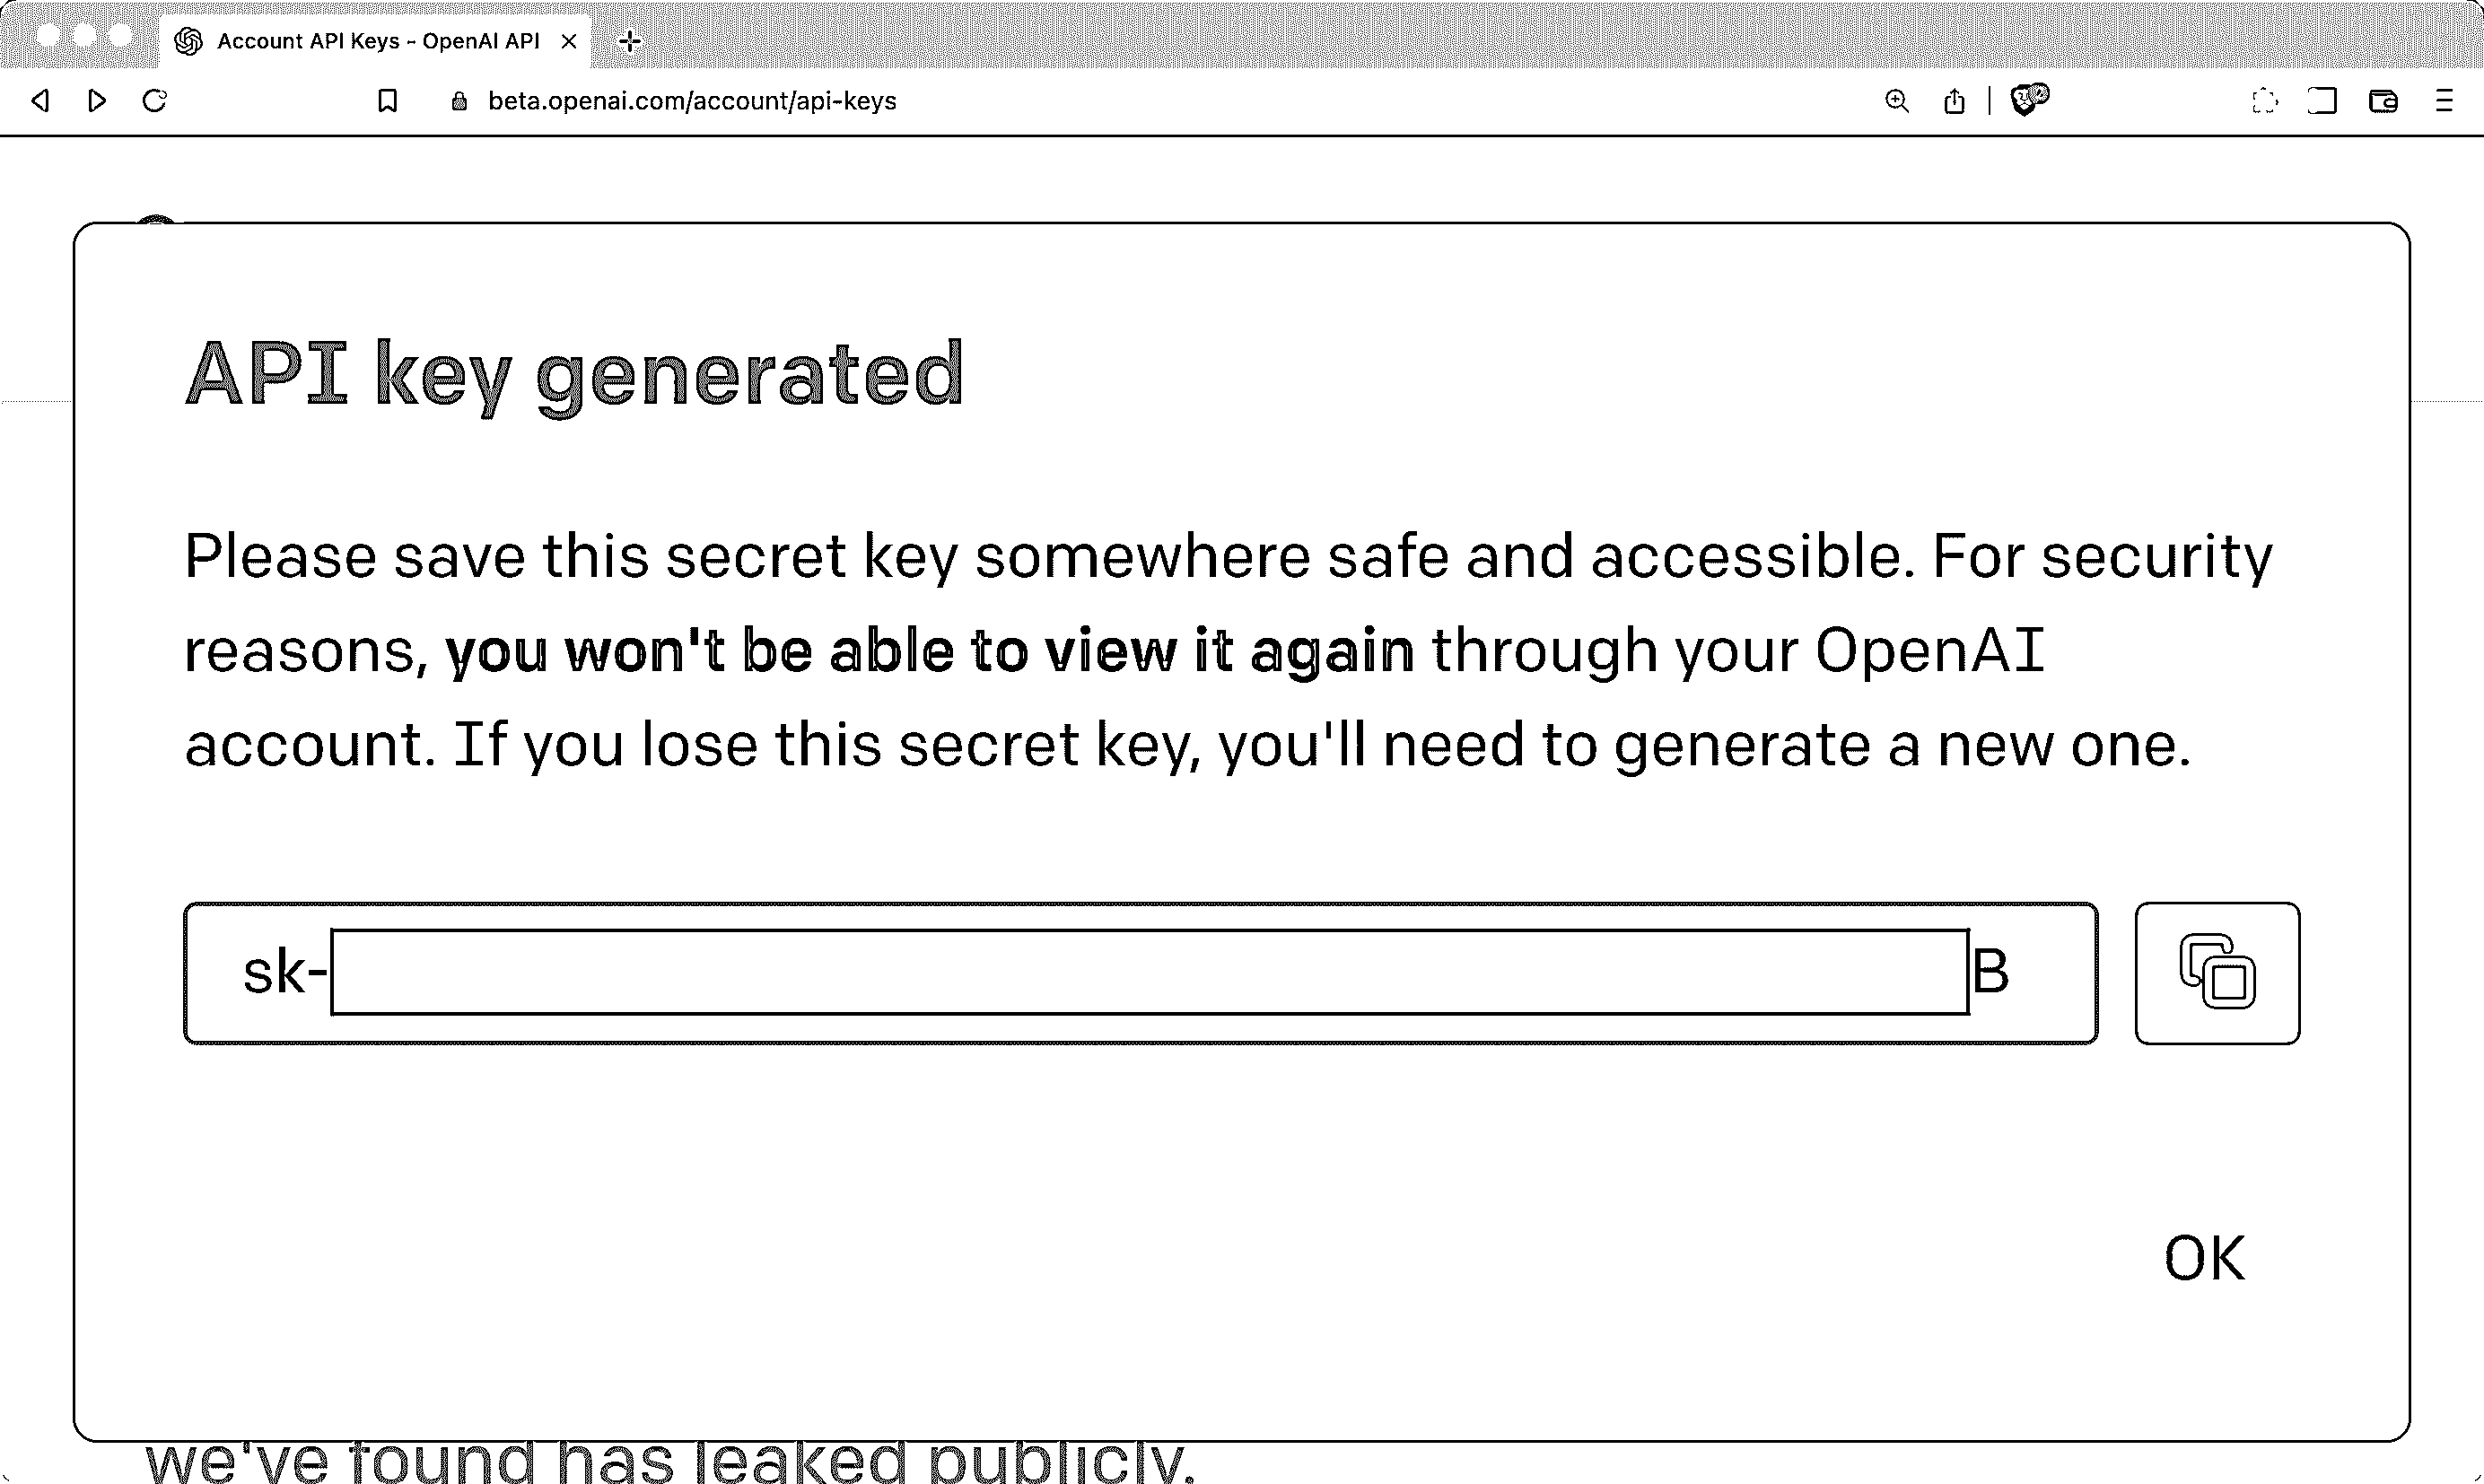 Account API Keys - OpenAI API
beta.openai.com/account/api-keys
API key generated
Please save this secret key somewhere safe and accessible. For security
reasons, you won't be able to view it again through your OpenAI
account. If you lose this secret key, you'll need to generate a new one.
sk- B
OK
we've found has leaked publicly.